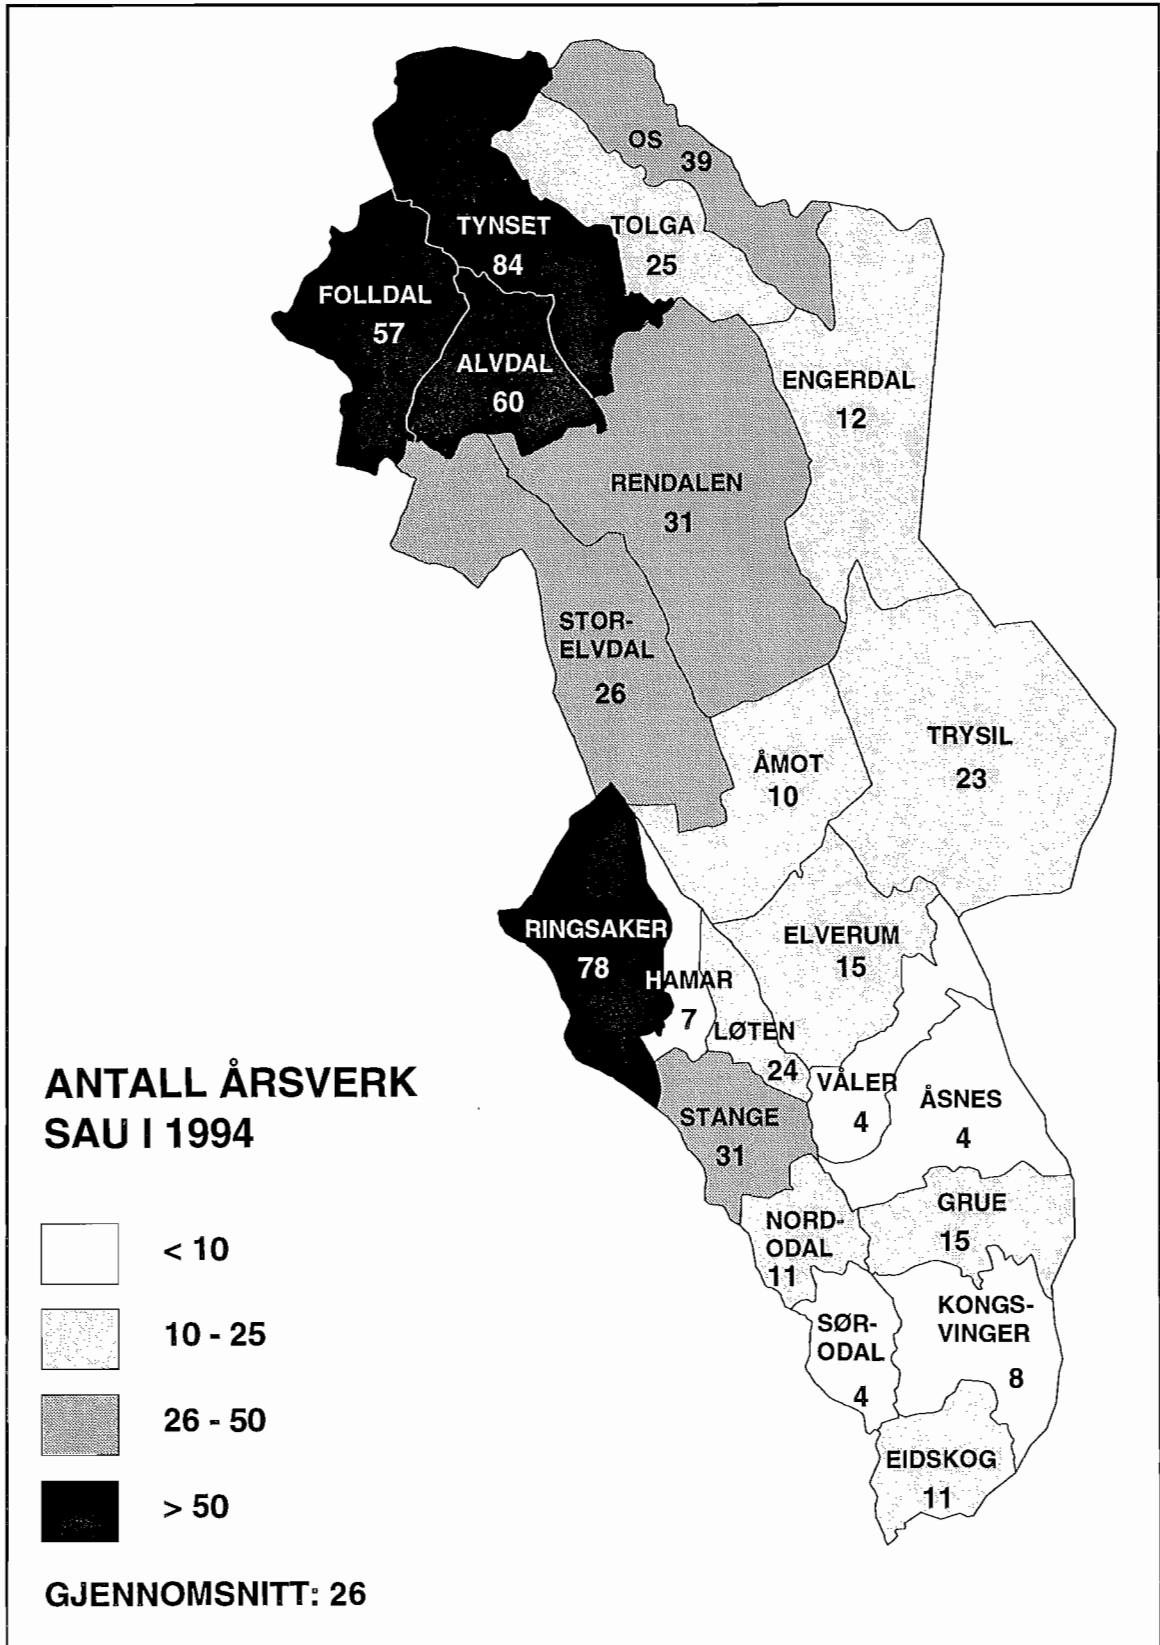 OS
39
TYNSET
84
TOLGA
25
FOLLDAL
57
ALVDAL
60
ENGERDAL
12
RENDALEN
31
STOR-
ELVDAL
26
TRYSIL
23
ÅMOT
10
RINGSAKER
78
ELVERUM
15
HAMAR
7
LØTEN
24
VÅLER
4
ÅSNES
4
STANGE
31
GRUE
15
NORD-
ODAL
11
KONGS-
VINGER
8
SØR-
ODAL
4
EIDSKOG
11
ANTALL ÅRSVERK
SAU I 1994
< 10
10 - 25
26 - 50
> 50
GJENNOMSNITT: 26